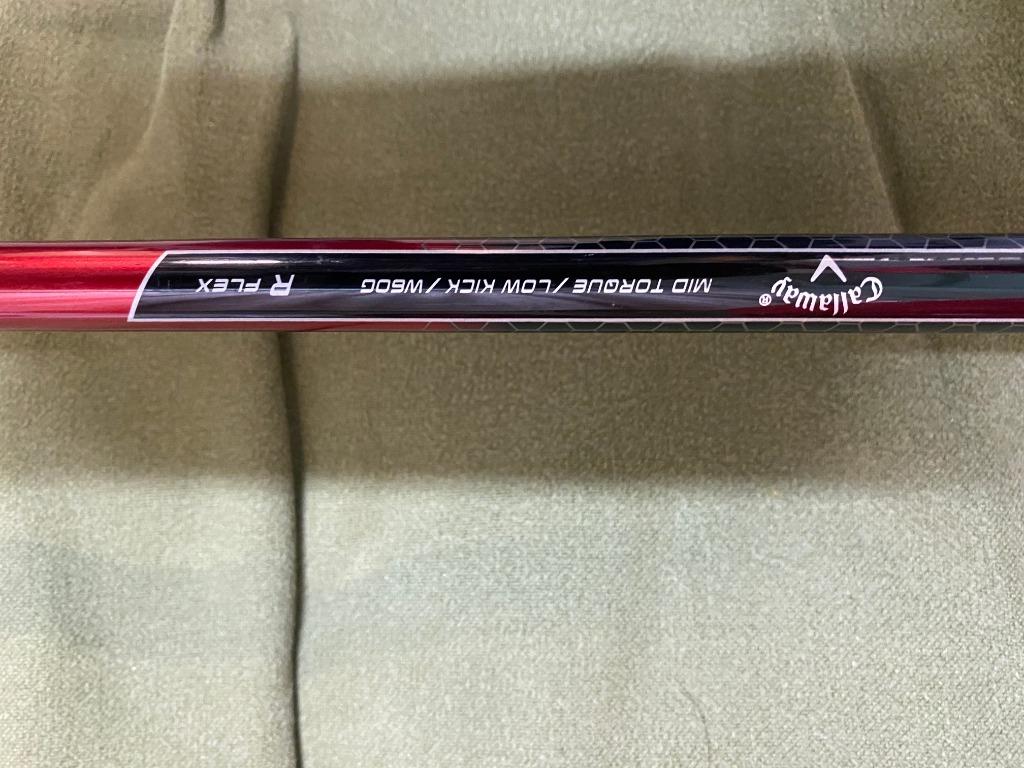 Callaway® MID TORQUE / LOW KICK / W60G R FLEX